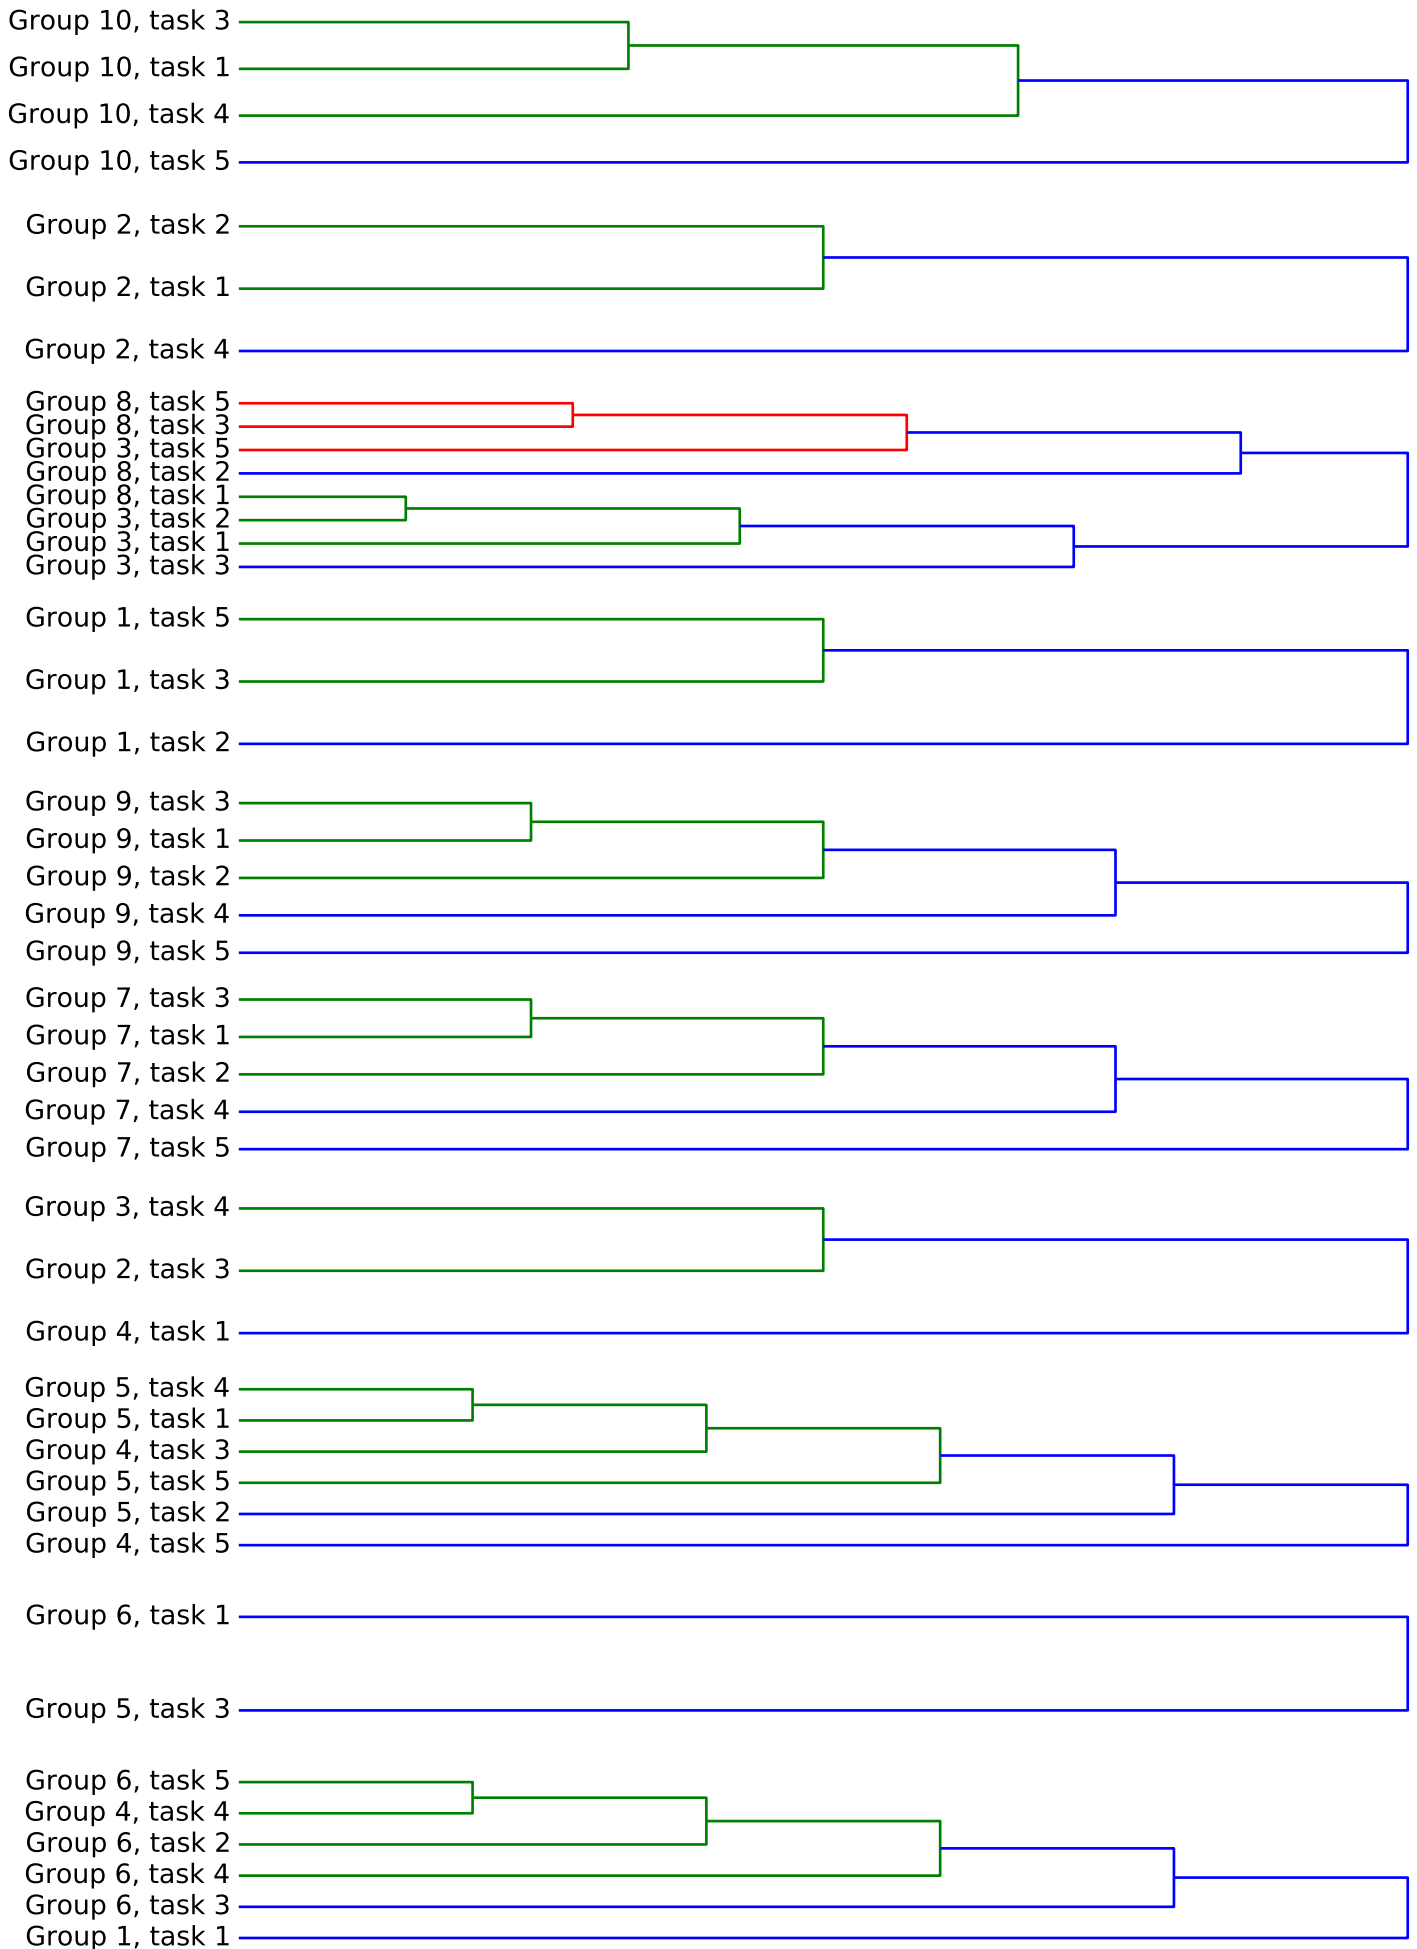 Group 10, task 3
Group 10, task 1
Group 10, task 4
Group 10, task 5
Group 2, task 2
Group 2, task 1
Group 2, task 4
Group 8, task 5
Group 8, task 3
Group 3, task 5
Group 8, task 2
Group 8, task 1
Group 3, task 2
Group 3, task 1
Group 3, task 3
Group 1, task 5
Group 1, task 3
Group 1, task 2
Group 9, task 3
Group 9, task 1
Group 9, task 2
Group 9, task 4
Group 9, task 5
Group 7, task 3
Group 7, task 1
Group 7, task 2
Group 7, task 4
Group 7, task 5
Group 3, task 4
Group 2, task 3
Group 4, task 1
Group 5, task 4
Group 5, task 1
Group 4, task 3
Group 5, task 5
Group 5, task 2
Group 4, task 5
Group 6, task 1
Group 5, task 3
Group 6, task 5
Group 4, task 4
Group 6, task 2
Group 6, task 4
Group 6, task 3
Group 1, task 1